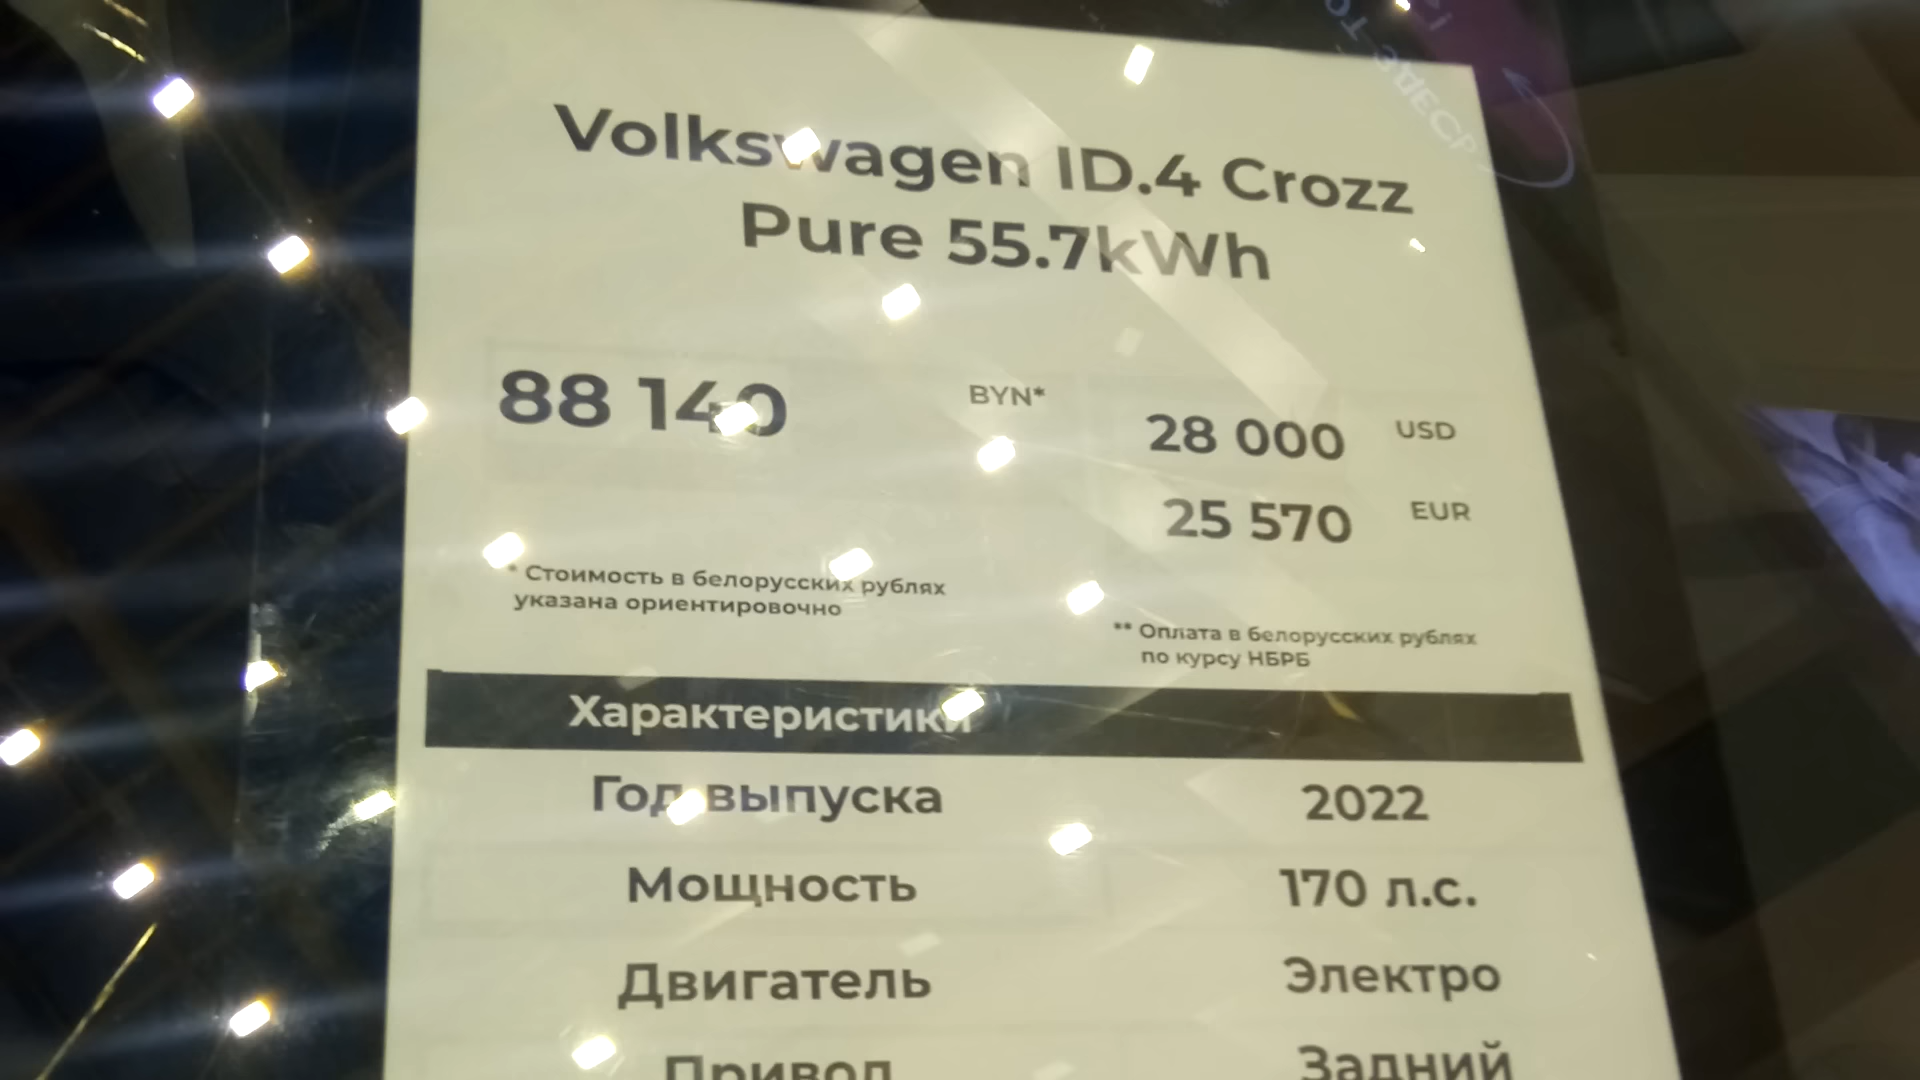 Volkswagen ID.4 Crozz
Pure 55.7kWh
88 140 BYN*
28 000 USD
25 570 EUR
* Стоимость в белорусских рублях
указана ориентировочно
** Оплата в белорусских рублях
по курсу НБРБ
Характеристики
Год выпуска 2022
Мощность 170 л.с.
Двигатель Электро
Привод Задний